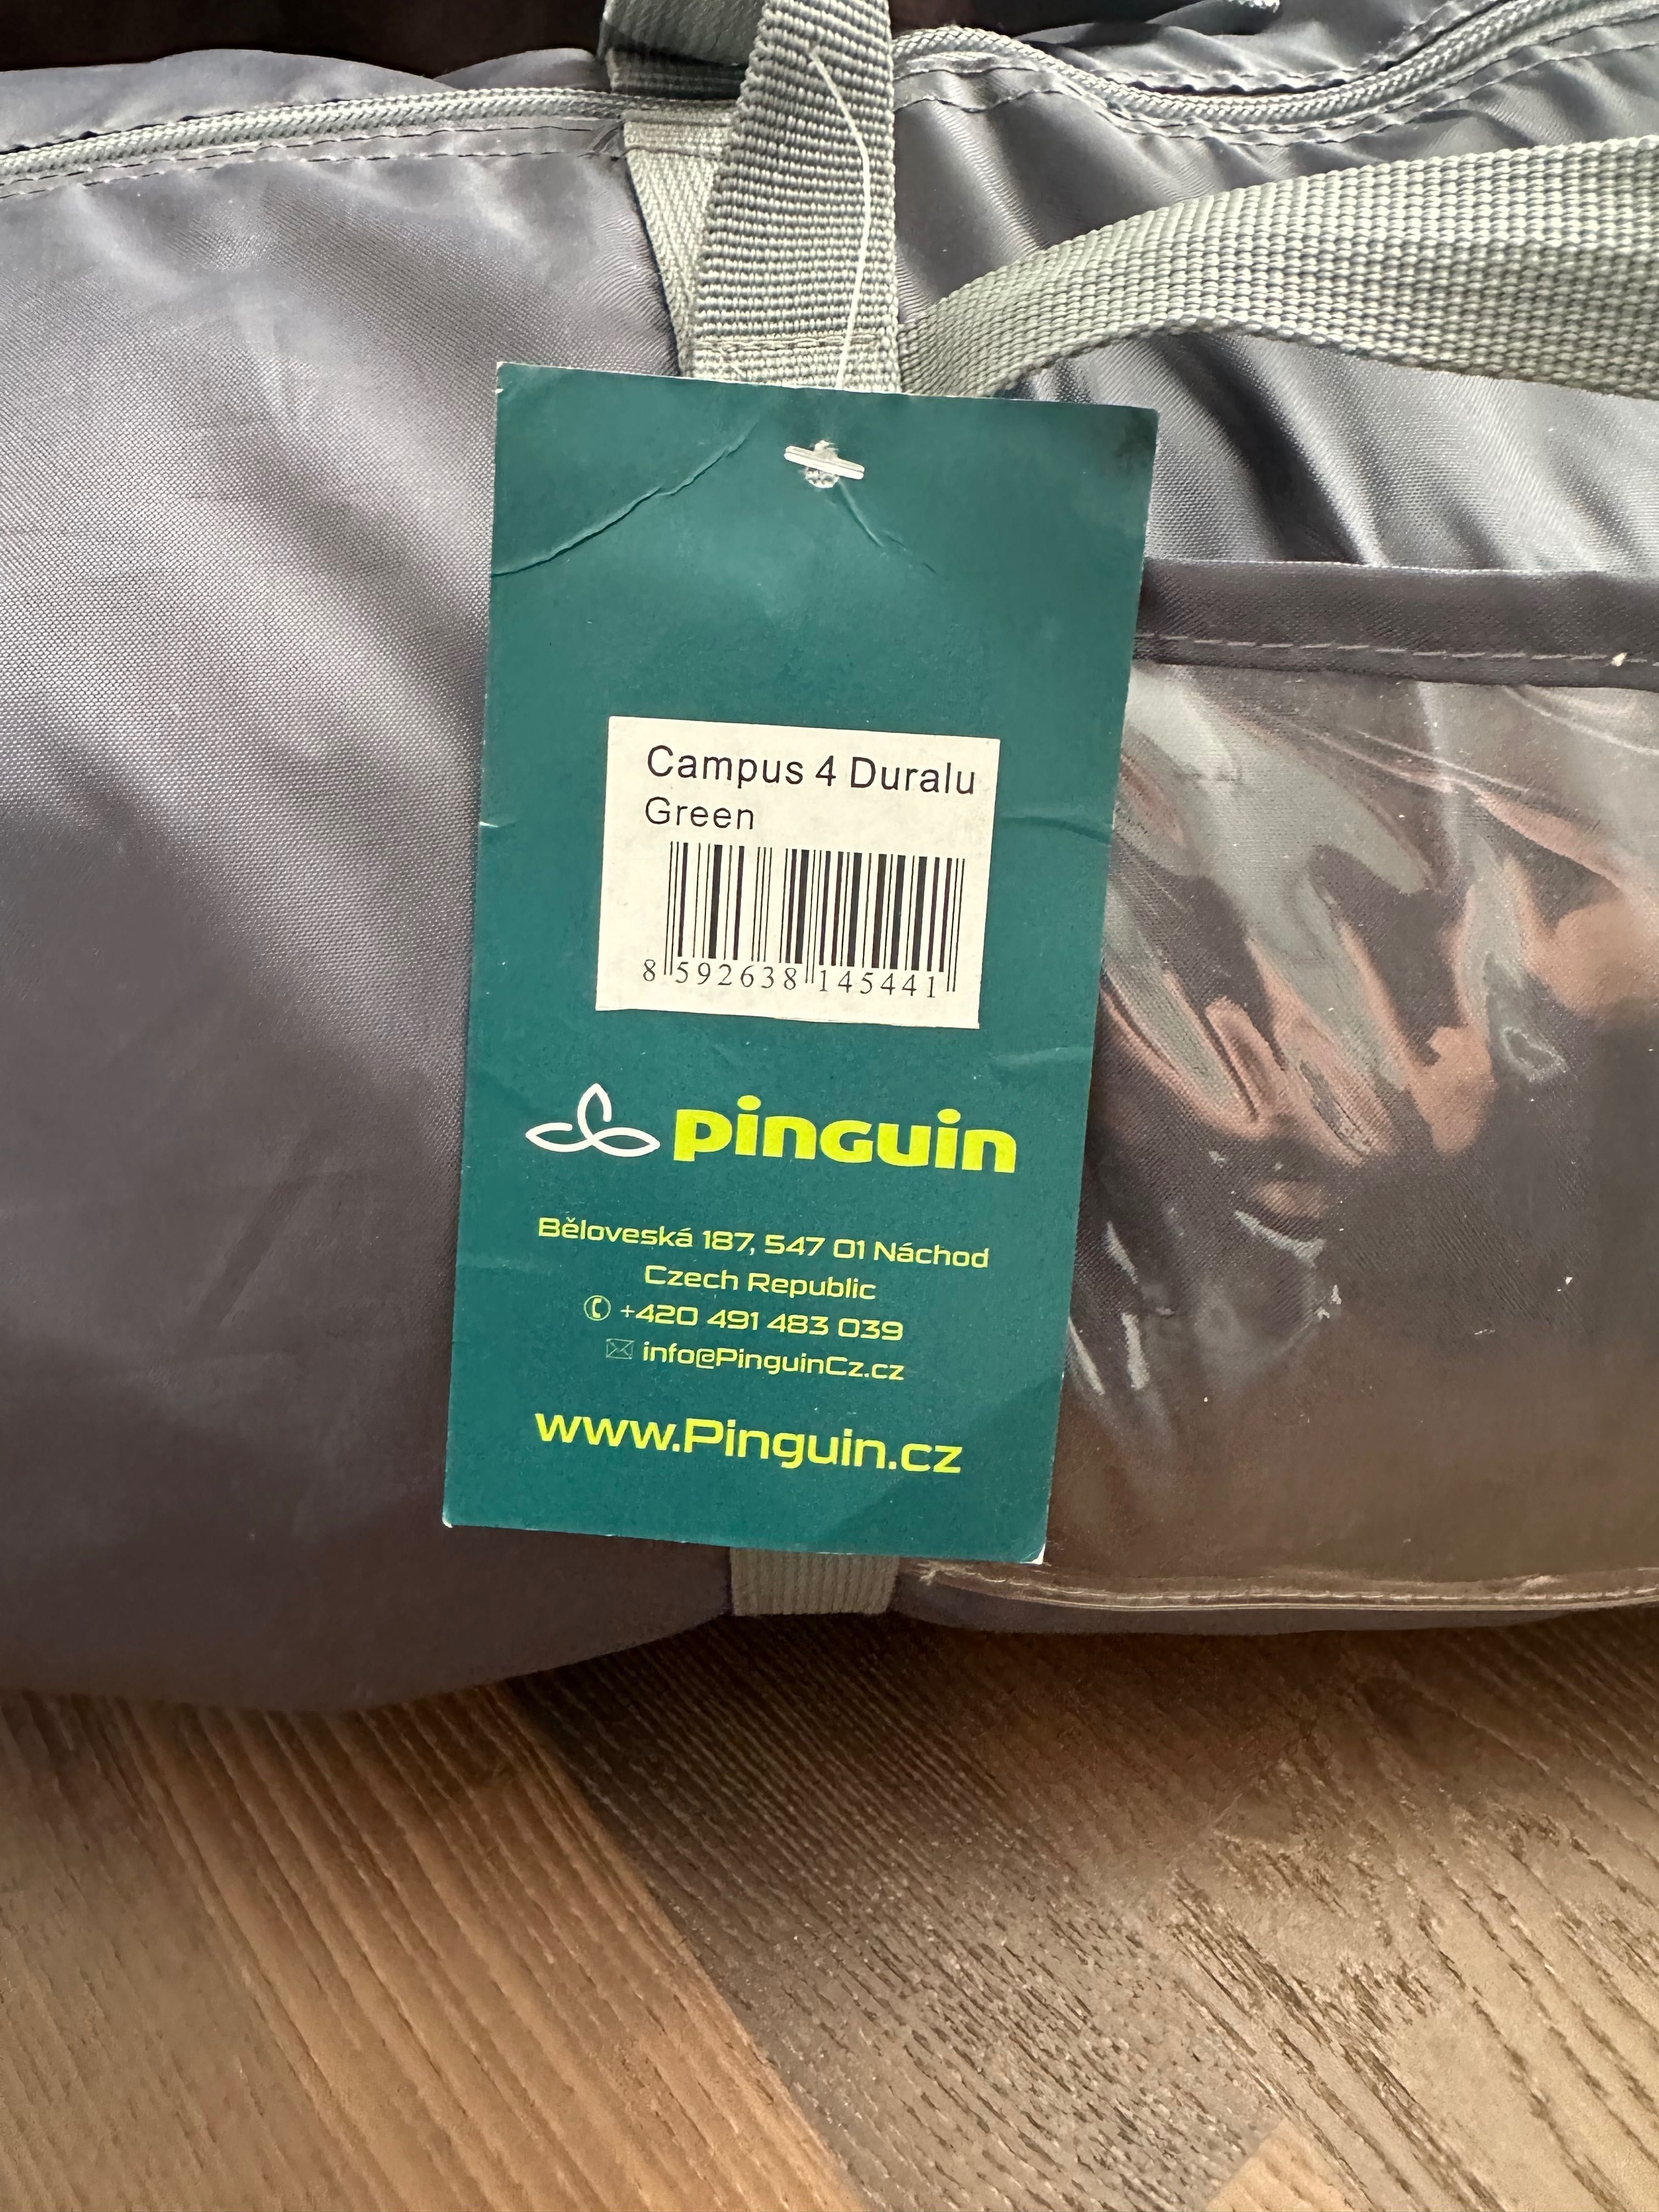 Campus 4 Duralu
Green
8 592638 145441
pinguin
Běloveská 187, 547 01 Náchod
Czech Republic
+420 491 483 039
info@PinguinCz.cz
www.Pinguin.cz